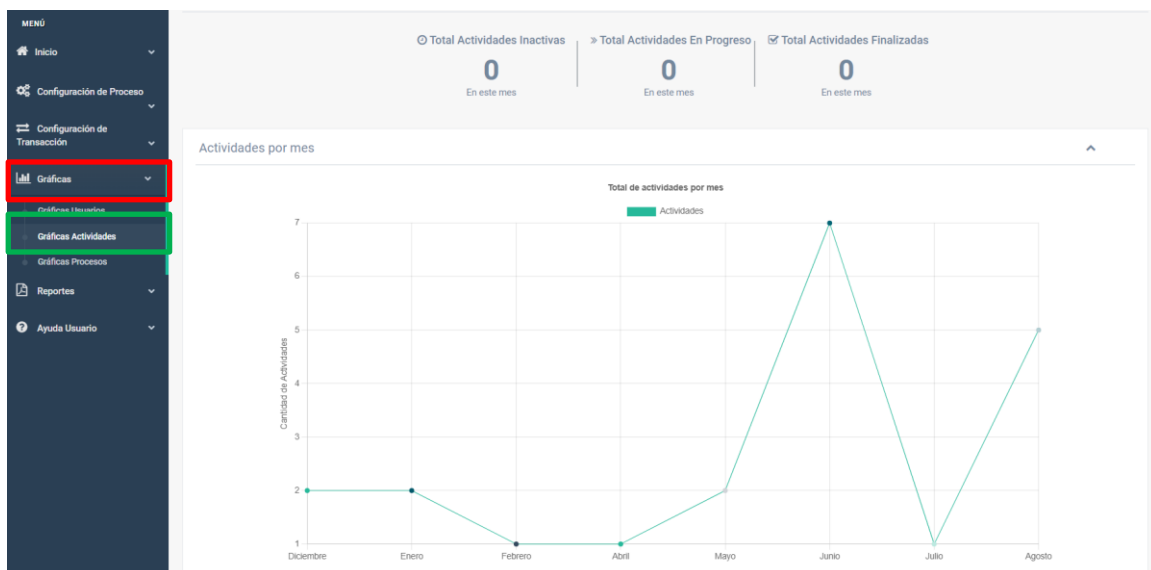 MENÚ
Inicio
Configuración de Proceso
Configuración de
Transacción
Gráficas
Gráficas Usuarios
Gráficas Actividades
Gráficas Procesos
Reportes
Ayuda Usuario
Total Actividades Inactivas
0
En este mes
Total Actividades En Progreso
0
En este mes
Total Actividades Finalizadas
0
En este mes
Actividades por mes
Total de actividades por mes
Actividades
Cantidad de Actividades
7
6
5
4
3
2
1
Diciembre Enero Febrero Abril Mayo Junio Julio Agosto